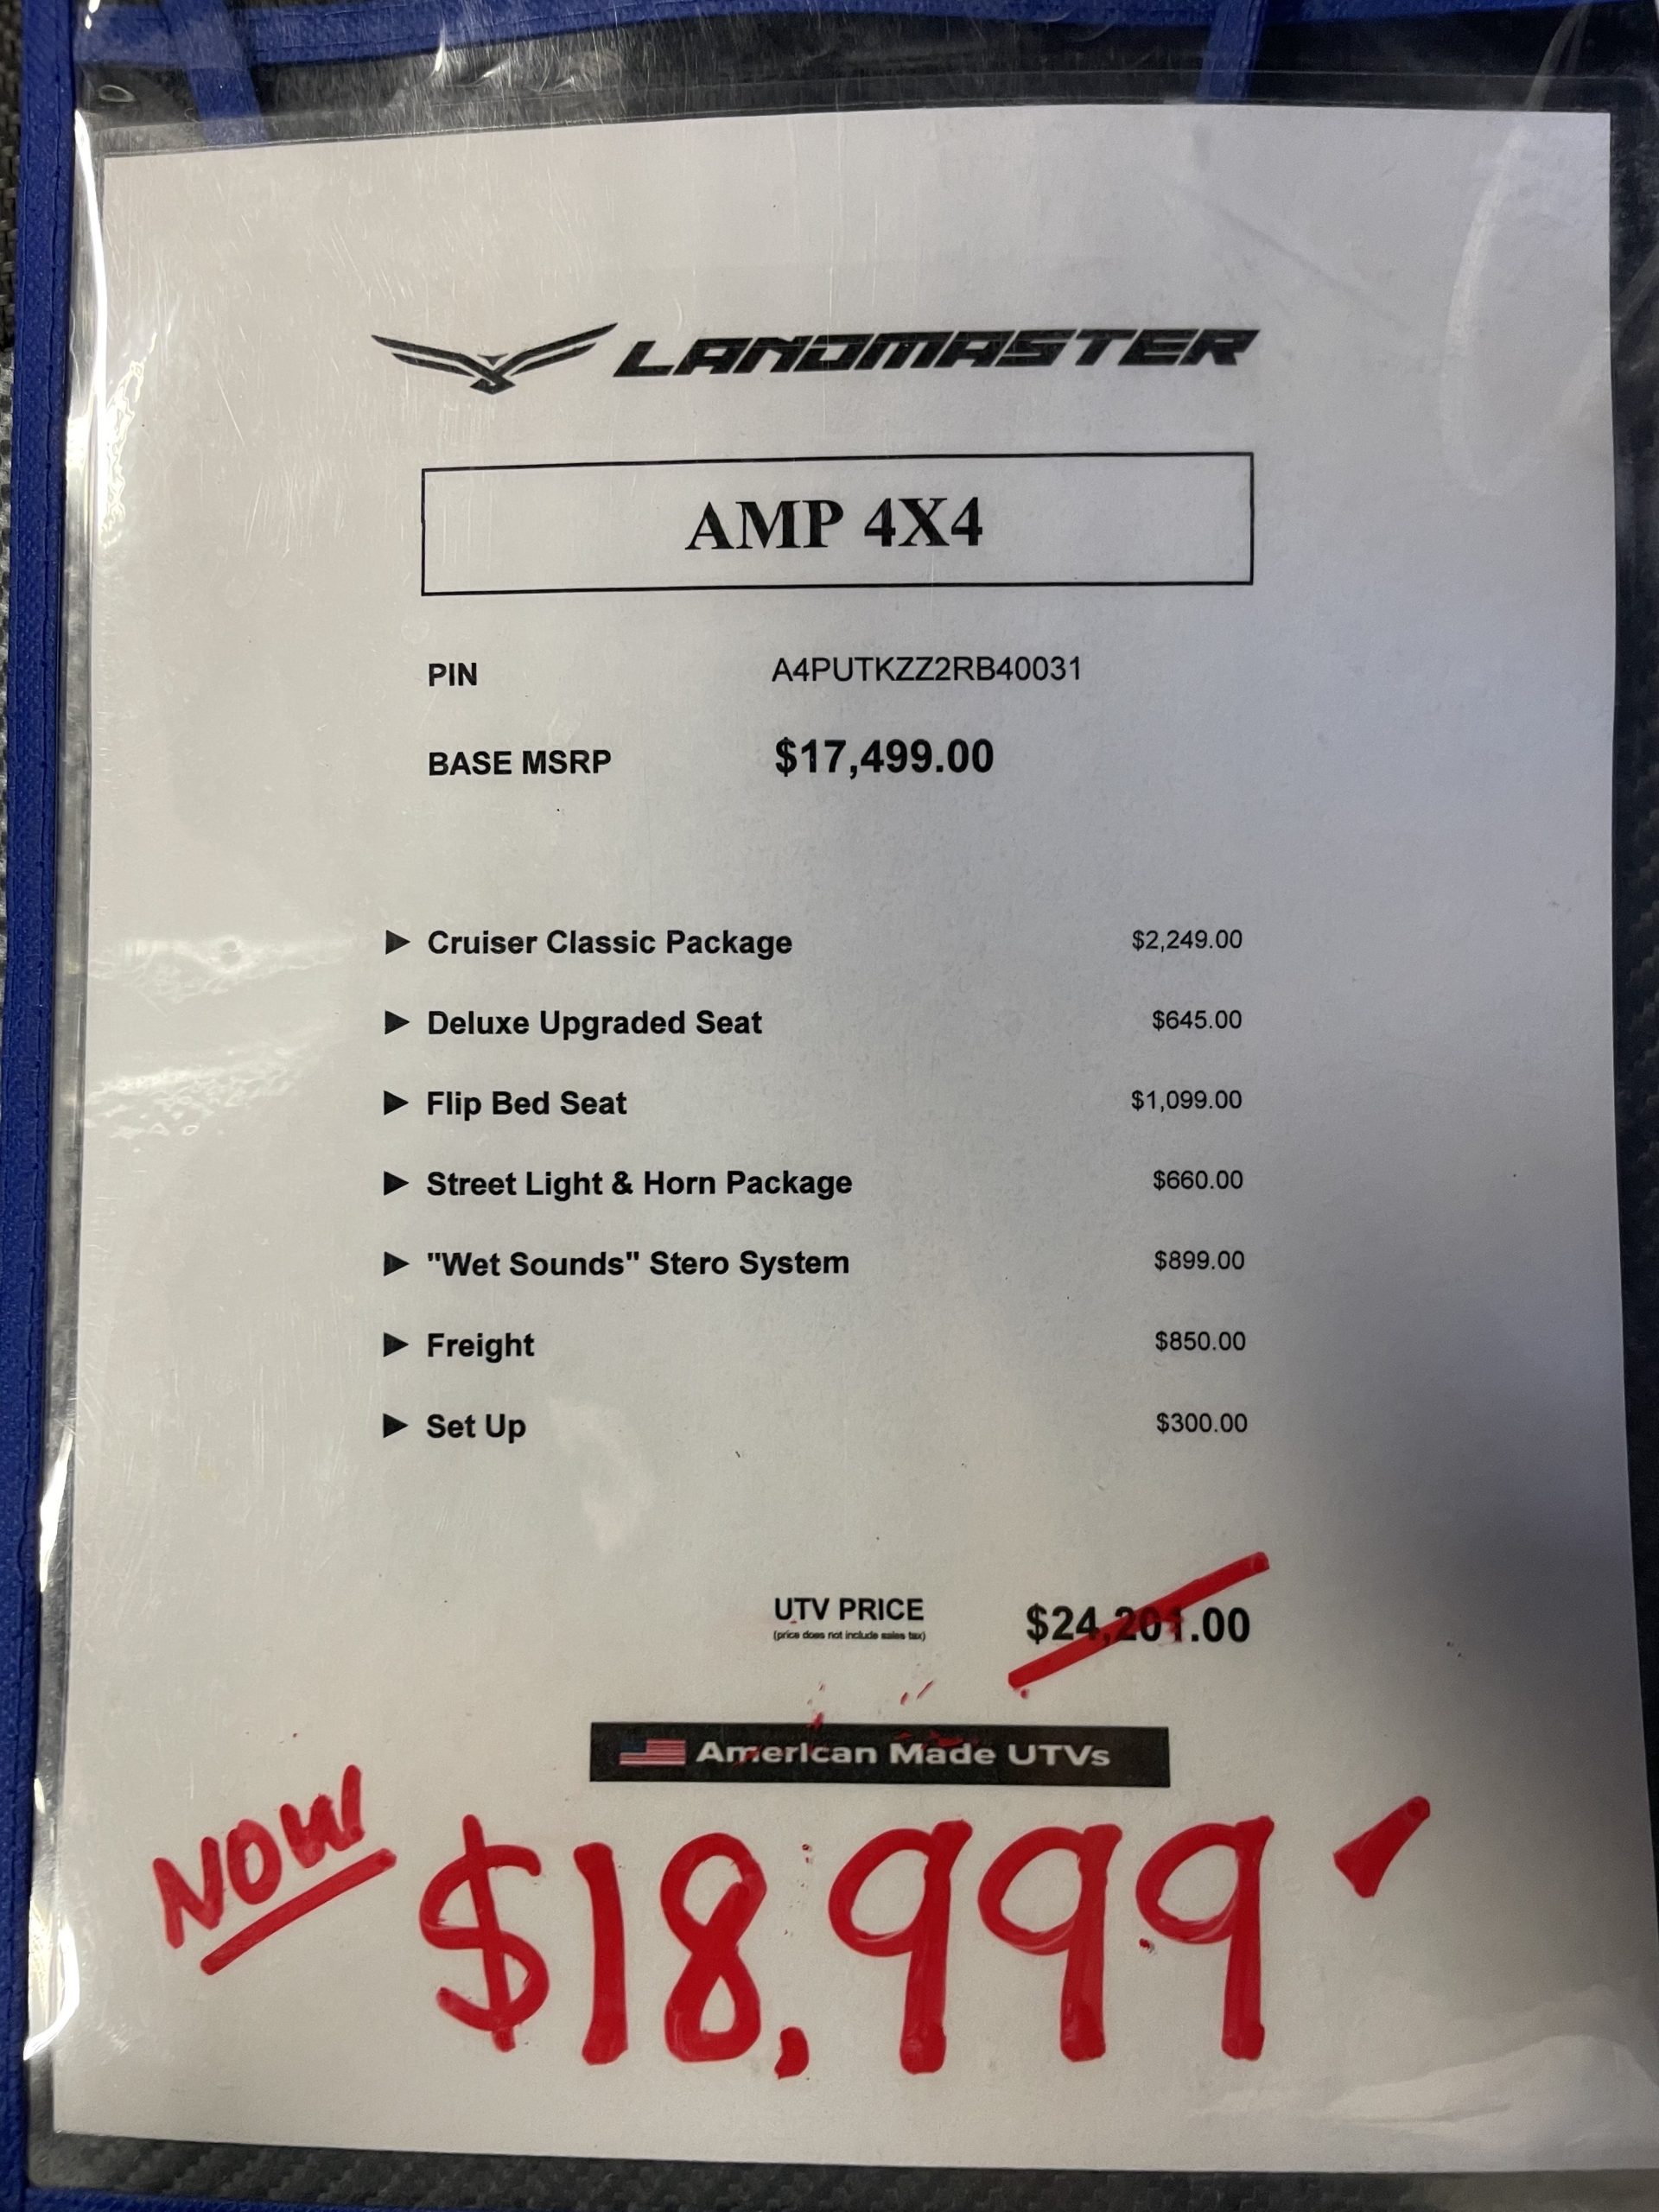 LANDMASTER
AMP 4X4
PIN A4PUTKZZ2RB40031
BASE MSRP $17,499.00
▶ Cruiser Classic Package $2,249.00
▶ Deluxe Upgraded Seat $645.00
▶ Flip Bed Seat $1,099.00
▶ Street Light & Horn Package $660.00
▶ "Wet Sounds" Stero System $899.00
▶ Freight $850.00
▶ Set Up $300.00
UTV PRICE $24,201.00
(price does not include sales tax)
American Made UTVs
NOW $18,999